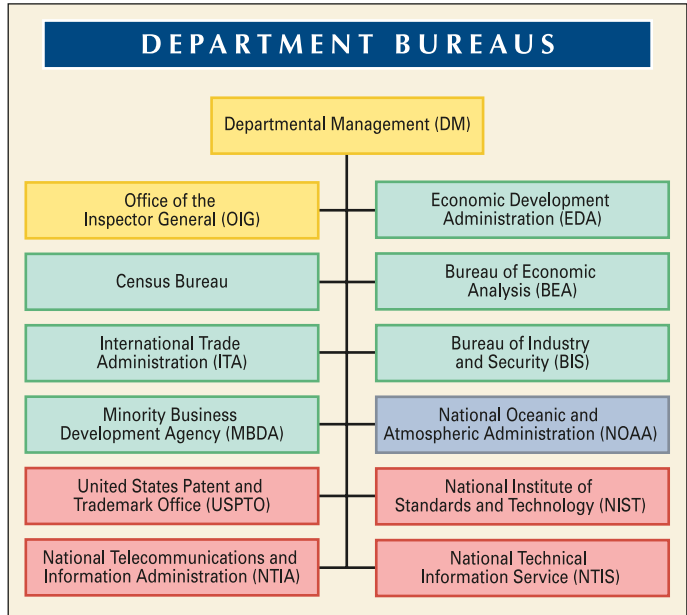 DEPARTMENT BUREAUS
Departmental Management (DM)
Office of the
Inspector General (OIG)
Economic Development
Administration (EDA)
Census Bureau
Bureau of Economic
Analysis (BEA)
International Trade
Administration (ITA)
Bureau of Industry
and Security (BIS)
Minority Business
Development Agency (MBDA)
National Oceanic and
Atmospheric Administration (NOAA)
United States Patent and
Trademark Office (USPTO)
National Institute of
Standards and Technology (NIST)
National Telecommunications and
Information Administration (NTIA)
National Technical
Information Service (NTIS)